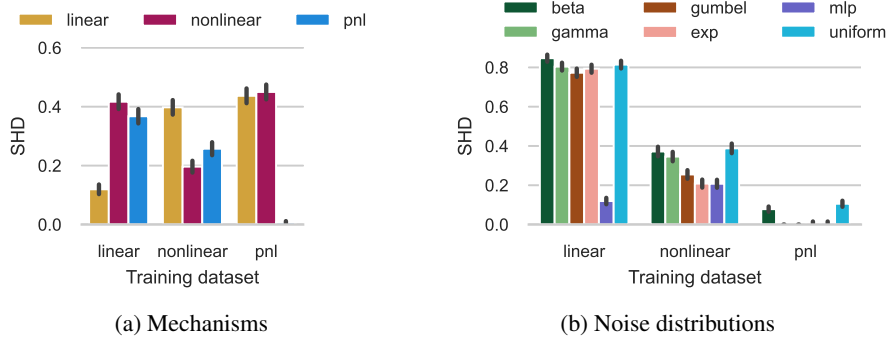 linear nonlinear pnl
0.6
0.4
0.2
0.0
SHD
linear nonlinear pnl
Training dataset
(a) Mechanisms
beta gumbel mlp
gamma exp uniform
0.8
0.6
0.4
0.2
0.0
SHD
linear nonlinear pnl
Training dataset
(b) Noise distributions